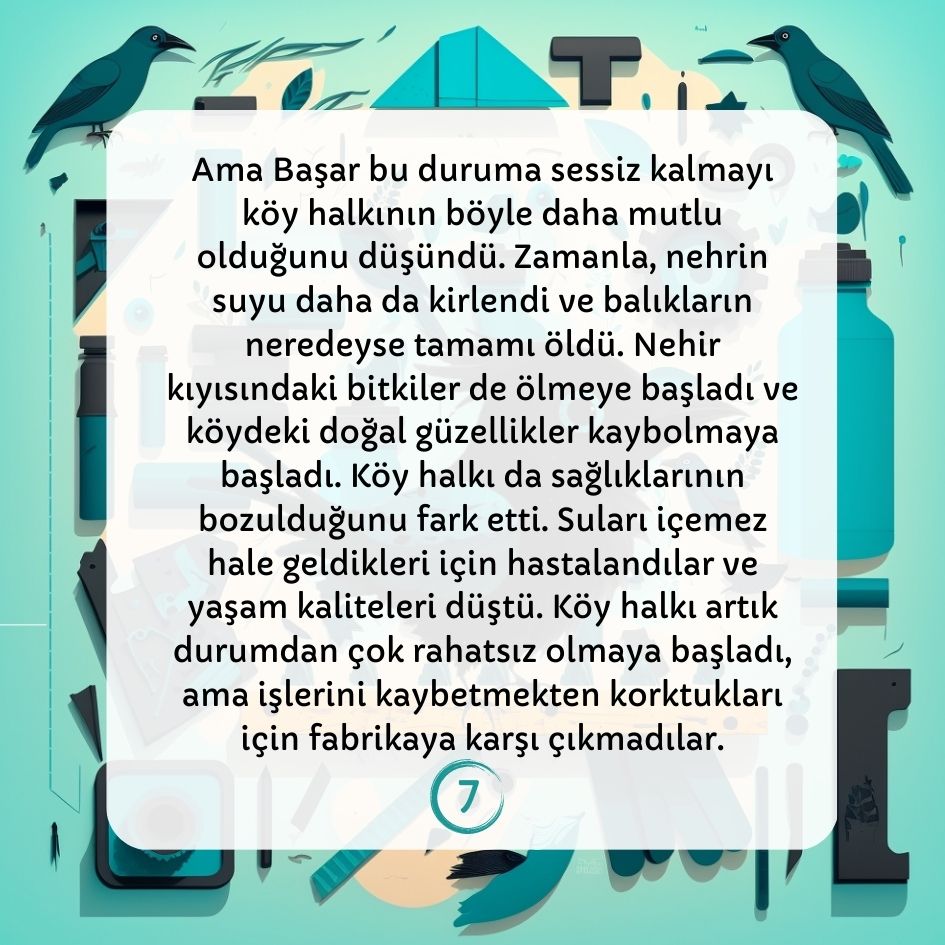 Ama Başar bu duruma sessiz kalmayı
köy halkının böyle daha mutlu
olduğunu düşündü. Zamanla, nehrin
suyu daha da kirlendi ve balıkların
neredeyse tamamı öldü. Nehir
kıyısındaki bitkiler de ölmeye başladı ve
köydeki doğal güzellikler kaybolmaya
başladı. Köy halkı da sağlıklarının
bozulduğunu fark etti. Suları içemez
hale geldikleri için hastalandılar ve
yaşam kaliteleri düştü. Köy halkı artık
durumdan çok rahatsız olmaya başladı,
ama işlerini kaybetmekten korktukları
için fabrikaya karşı çıkmadılar.
7